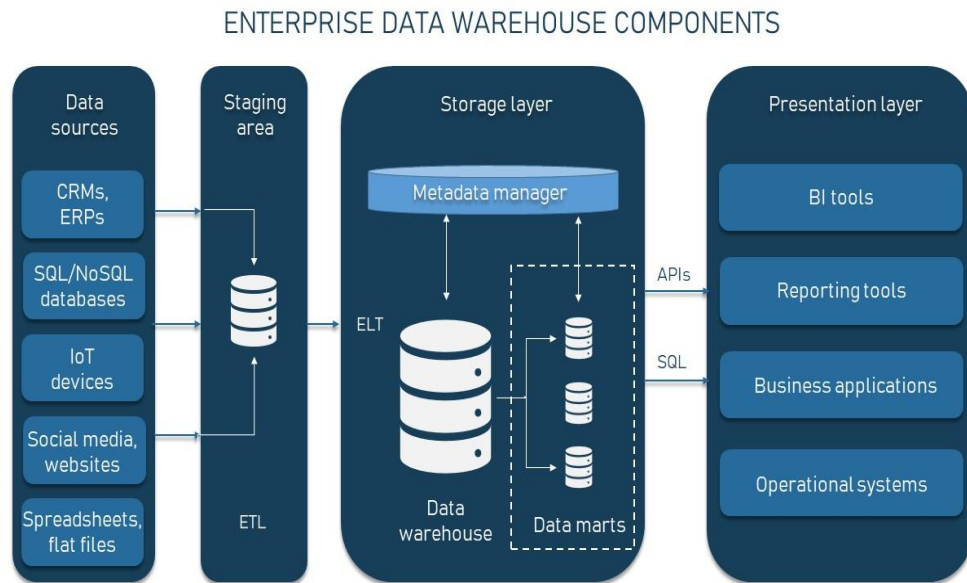 ENTERPRISE DATA WAREHOUSE COMPONENTS
Data
sources
CRMs,
ERPs
SQL/NoSQL
databases
IoT
devices
Social media,
websites
Spreadsheets,
flat files
Staging
area
ETL
Storage layer
Metadata manager
ELT
Data
warehouse
Data marts
APIs
SQL
Presentation layer
BI tools
Reporting tools
Business applications
Operational systems